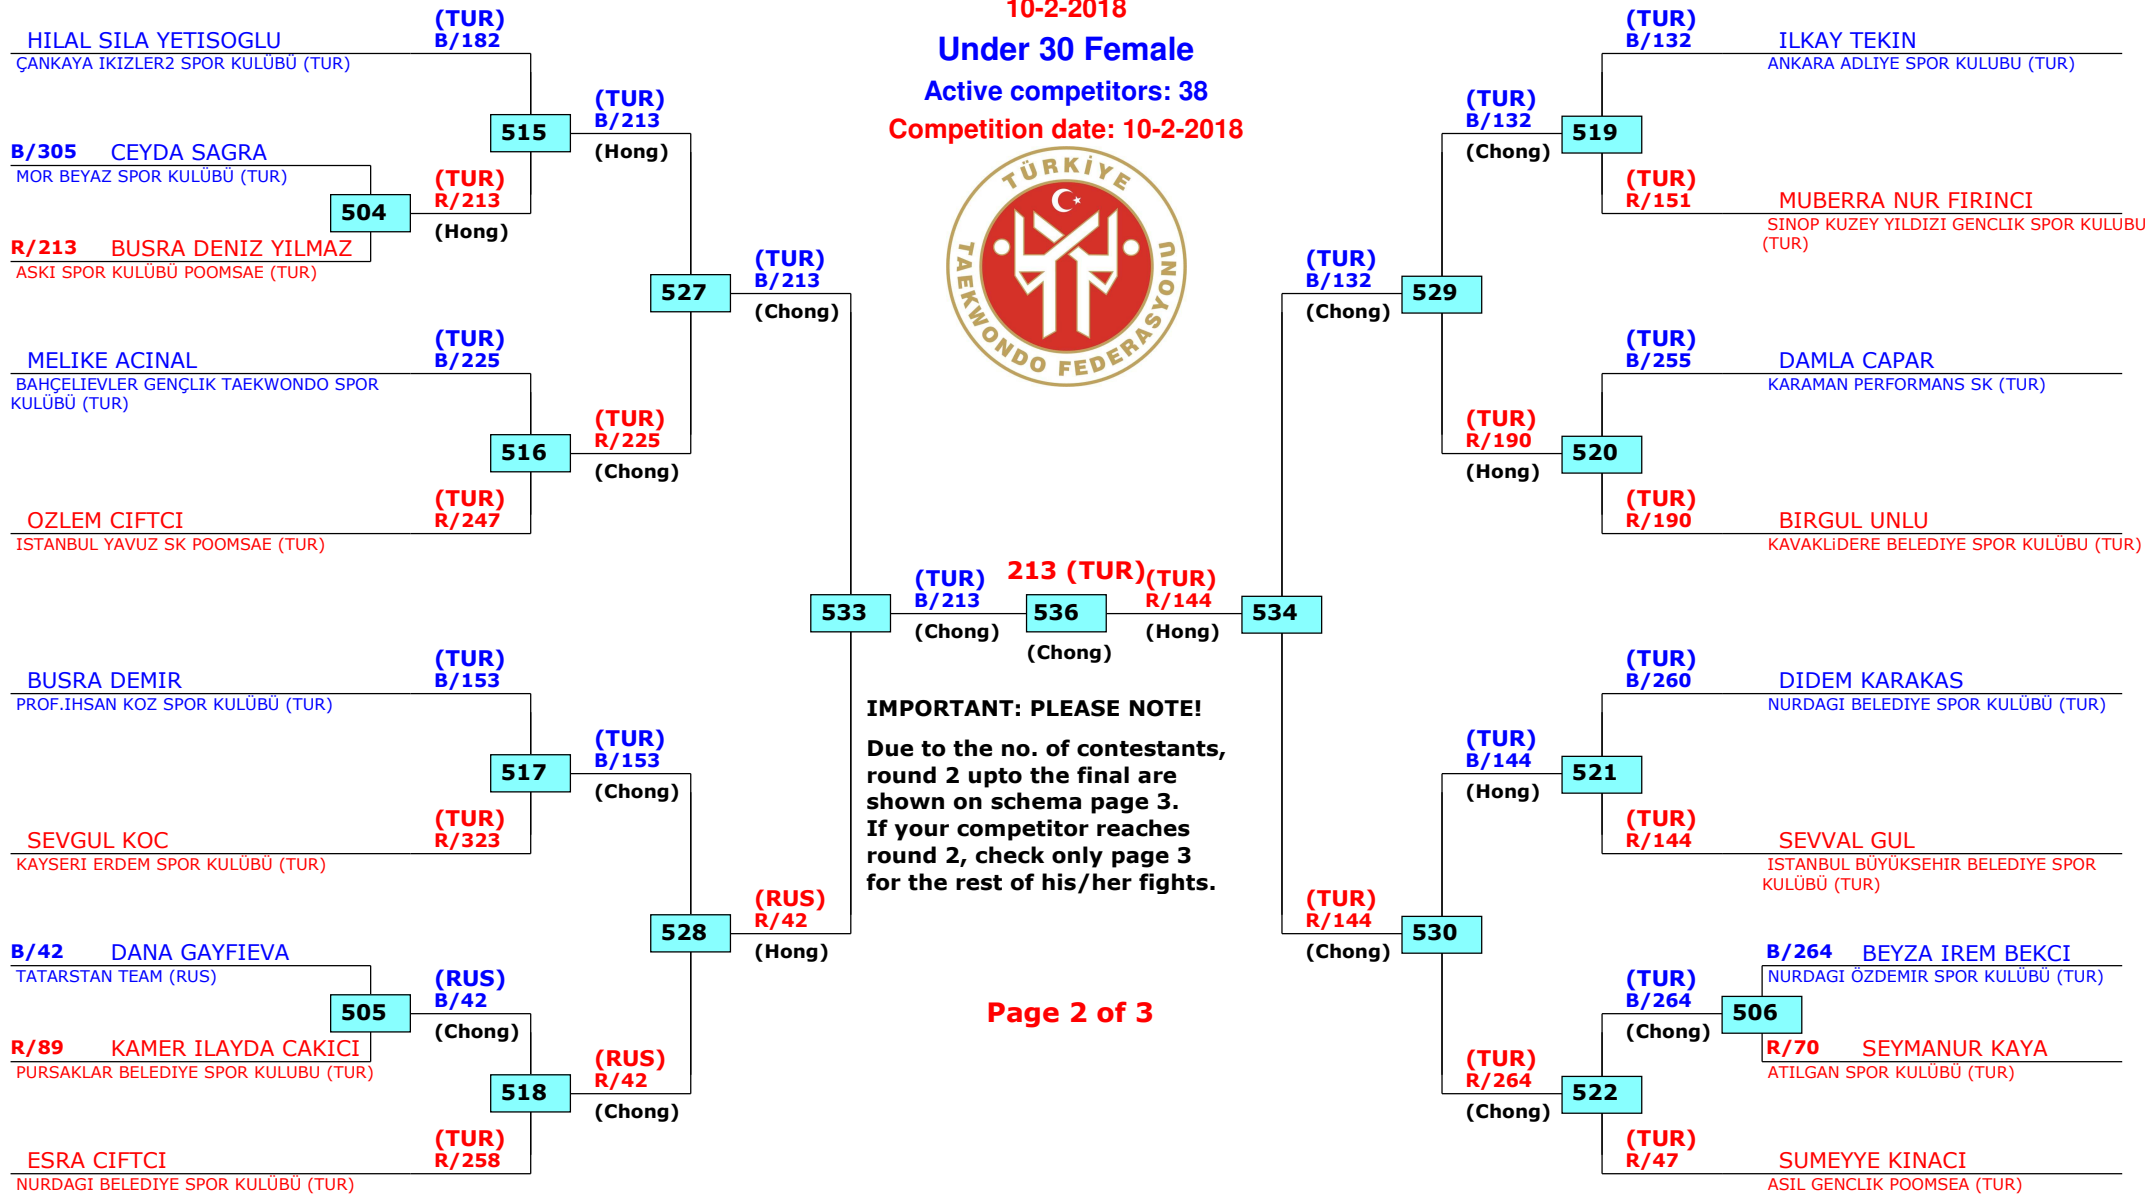 10-2-2018
Under 30 Female
Active competitors: 38
Competition date: 10-2-2018
TÜRKİYE
TAEKWONDO FEDERASYONU
(TUR)
HILAL SILA YETISOGLU B/182
ÇANKAYA IKIZLER2 SPOR KULÜBÜ (TUR)
(TUR)
515 B/213
(Hong)
B/305 CEYDA SAGRA
MOR BEYAZ SPOR KULÜBÜ (TUR)
(TUR)
504 R/213
(Hong)
R/213 BUSRA DENIZ YILMAZ
ASKI SPOR KULÜBÜ POOMSAE (TUR)
(TUR)
527 B/213
(Chong)
(TUR)
MELIKE ACINAL B/225
BAHÇELIEVLER GENÇLIK TAEKWONDO SPOR
KULÜBÜ (TUR)
(TUR)
516 R/225
(Chong)
(TUR)
OZLEM CIFTCI R/247
ISTANBUL YAVUZ SK POOMSAE (TUR)
(TUR)
533 B/213
(Chong)
213 (TUR)
536
(Chong)
(TUR)
R/144 534
(Hong)
(TUR)
BUSRA DEMIR B/153
PROF.IHSAN KOZ SPOR KULÜBÜ (TUR)
(TUR)
517 B/153
(Chong)
(TUR)
SEVGUL KOC R/323
KAYSERI ERDEM SPOR KULÜBÜ (TUR)
(RUS)
528 R/42
(Hong)
B/42 DANA GAYFIEVA
TATARSTAN TEAM (RUS)
(RUS)
505 B/42
(Chong)
R/89 KAMER ILAYDA CAKICI
PURSAKLAR BELEDIYE SPOR KULUBU (TUR)
(RUS)
518 R/42
(Chong)
(TUR)
ESRA CIFTCI R/258
NURDAGI BELEDIYE SPOR KULÜBÜ (TUR)
IMPORTANT: PLEASE NOTE!
Due to the no. of contestants,
round 2 upto the final are
shown on schema page 3.
If your competitor reaches
round 2, check only page 3
for the rest of his/her fights.
Page 2 of 3
(TUR)
B/132 ILKAY TEKIN
ANKARA ADLIYE SPOR KULUBU (TUR)
(TUR)
B/132 519
(Chong)
(TUR)
R/151 MUBERRA NUR FIRINCI
SINOP KUZEY YILDIZI GENCLIK SPOR KULUBU
(TUR)
(TUR)
B/132 529
(Chong)
(TUR)
B/255 DAMLA CAPAR
KARAMAN PERFORMANS SK (TUR)
(TUR)
R/190 520
(Hong)
(TUR)
R/190 BIRGUL UNLU
KAVAKLiDERE BELEDIYE SPOR KULÜBU (TUR)
(TUR)
B/260 DIDEM KARAKAS
NURDAGI BELEDIYE SPOR KULÜBÜ (TUR)
(TUR)
B/144 521
(Hong)
(TUR)
R/144 SEVVAL GUL
ISTANBUL BÜYÜKSEHIR BELEDIYE SPOR
KULÜBÜ (TUR)
(TUR)
R/144 530
(Chong)
B/264 BEYZA IREM BEKCI
NURDAGI ÖZDEMIR SPOR KULÜBÜ (TUR)
(TUR)
B/264 506
(Chong)
R/70 SEYMANUR KAYA
ATILGAN SPOR KULÜBÜ (TUR)
(TUR)
R/264 522
(Chong)
(TUR)
R/47 SUMEYYE KINACI
ASIL GENCLIK POOMSEA (TUR)